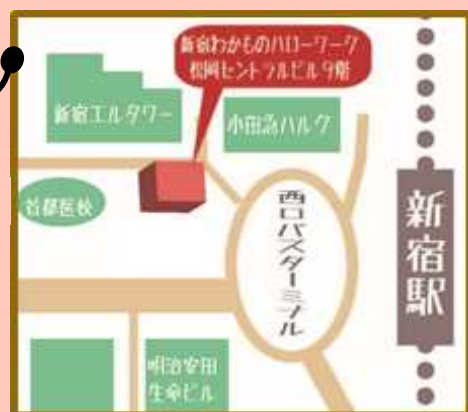 新宿わかものハローワーク
松岡セントラルビル9階
新宿エルタワー
小田急ハルク
首都医校
西口バスターミナル
新宿駅
明治安田
生命ビル